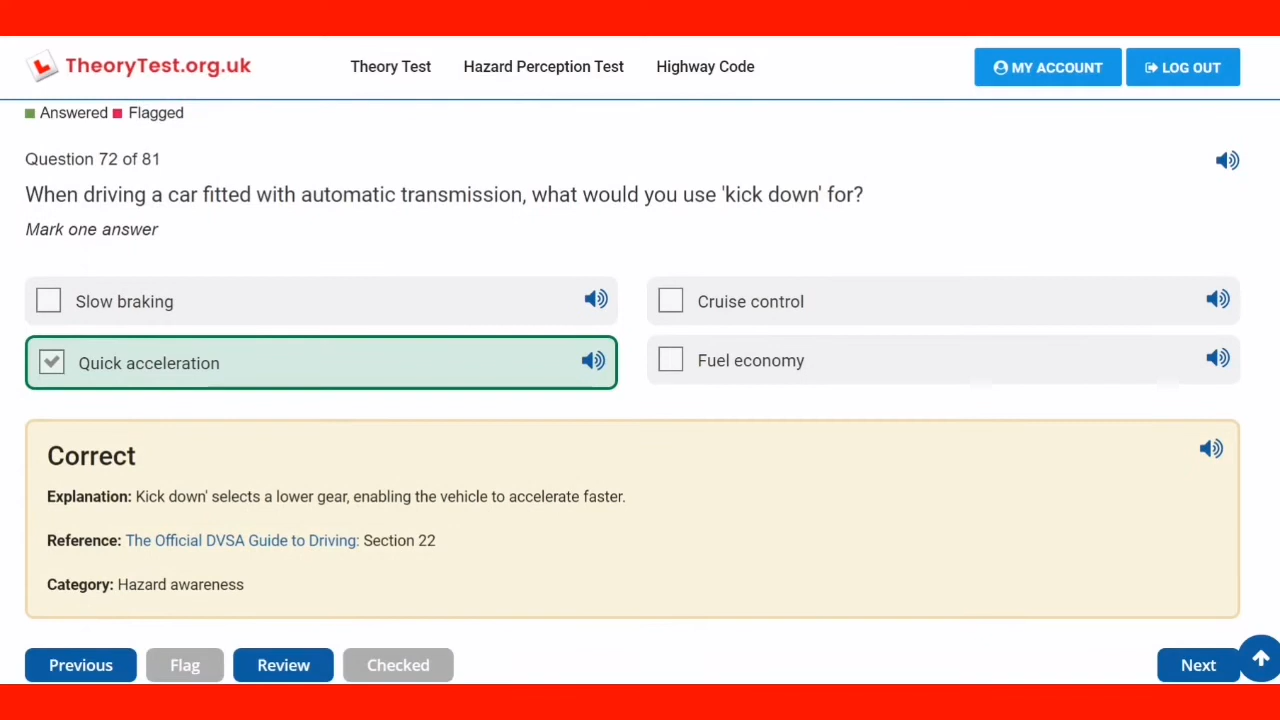 TheoryTest.org.uk
Theory Test
Hazard Perception Test
Highway Code
MY ACCOUNT
LOG OUT
Answered
Flagged
Question 72 of 81
When driving a car fitted with automatic transmission, what would you use 'kick down' for?
Mark one answer
Slow braking
Cruise control
Quick acceleration
Fuel economy
Correct
Explanation: Kick down' selects a lower gear, enabling the vehicle to accelerate faster.
Reference: The Official DVSA Guide to Driving: Section 22
Category: Hazard awareness
Previous
Flag
Review
Checked
Next